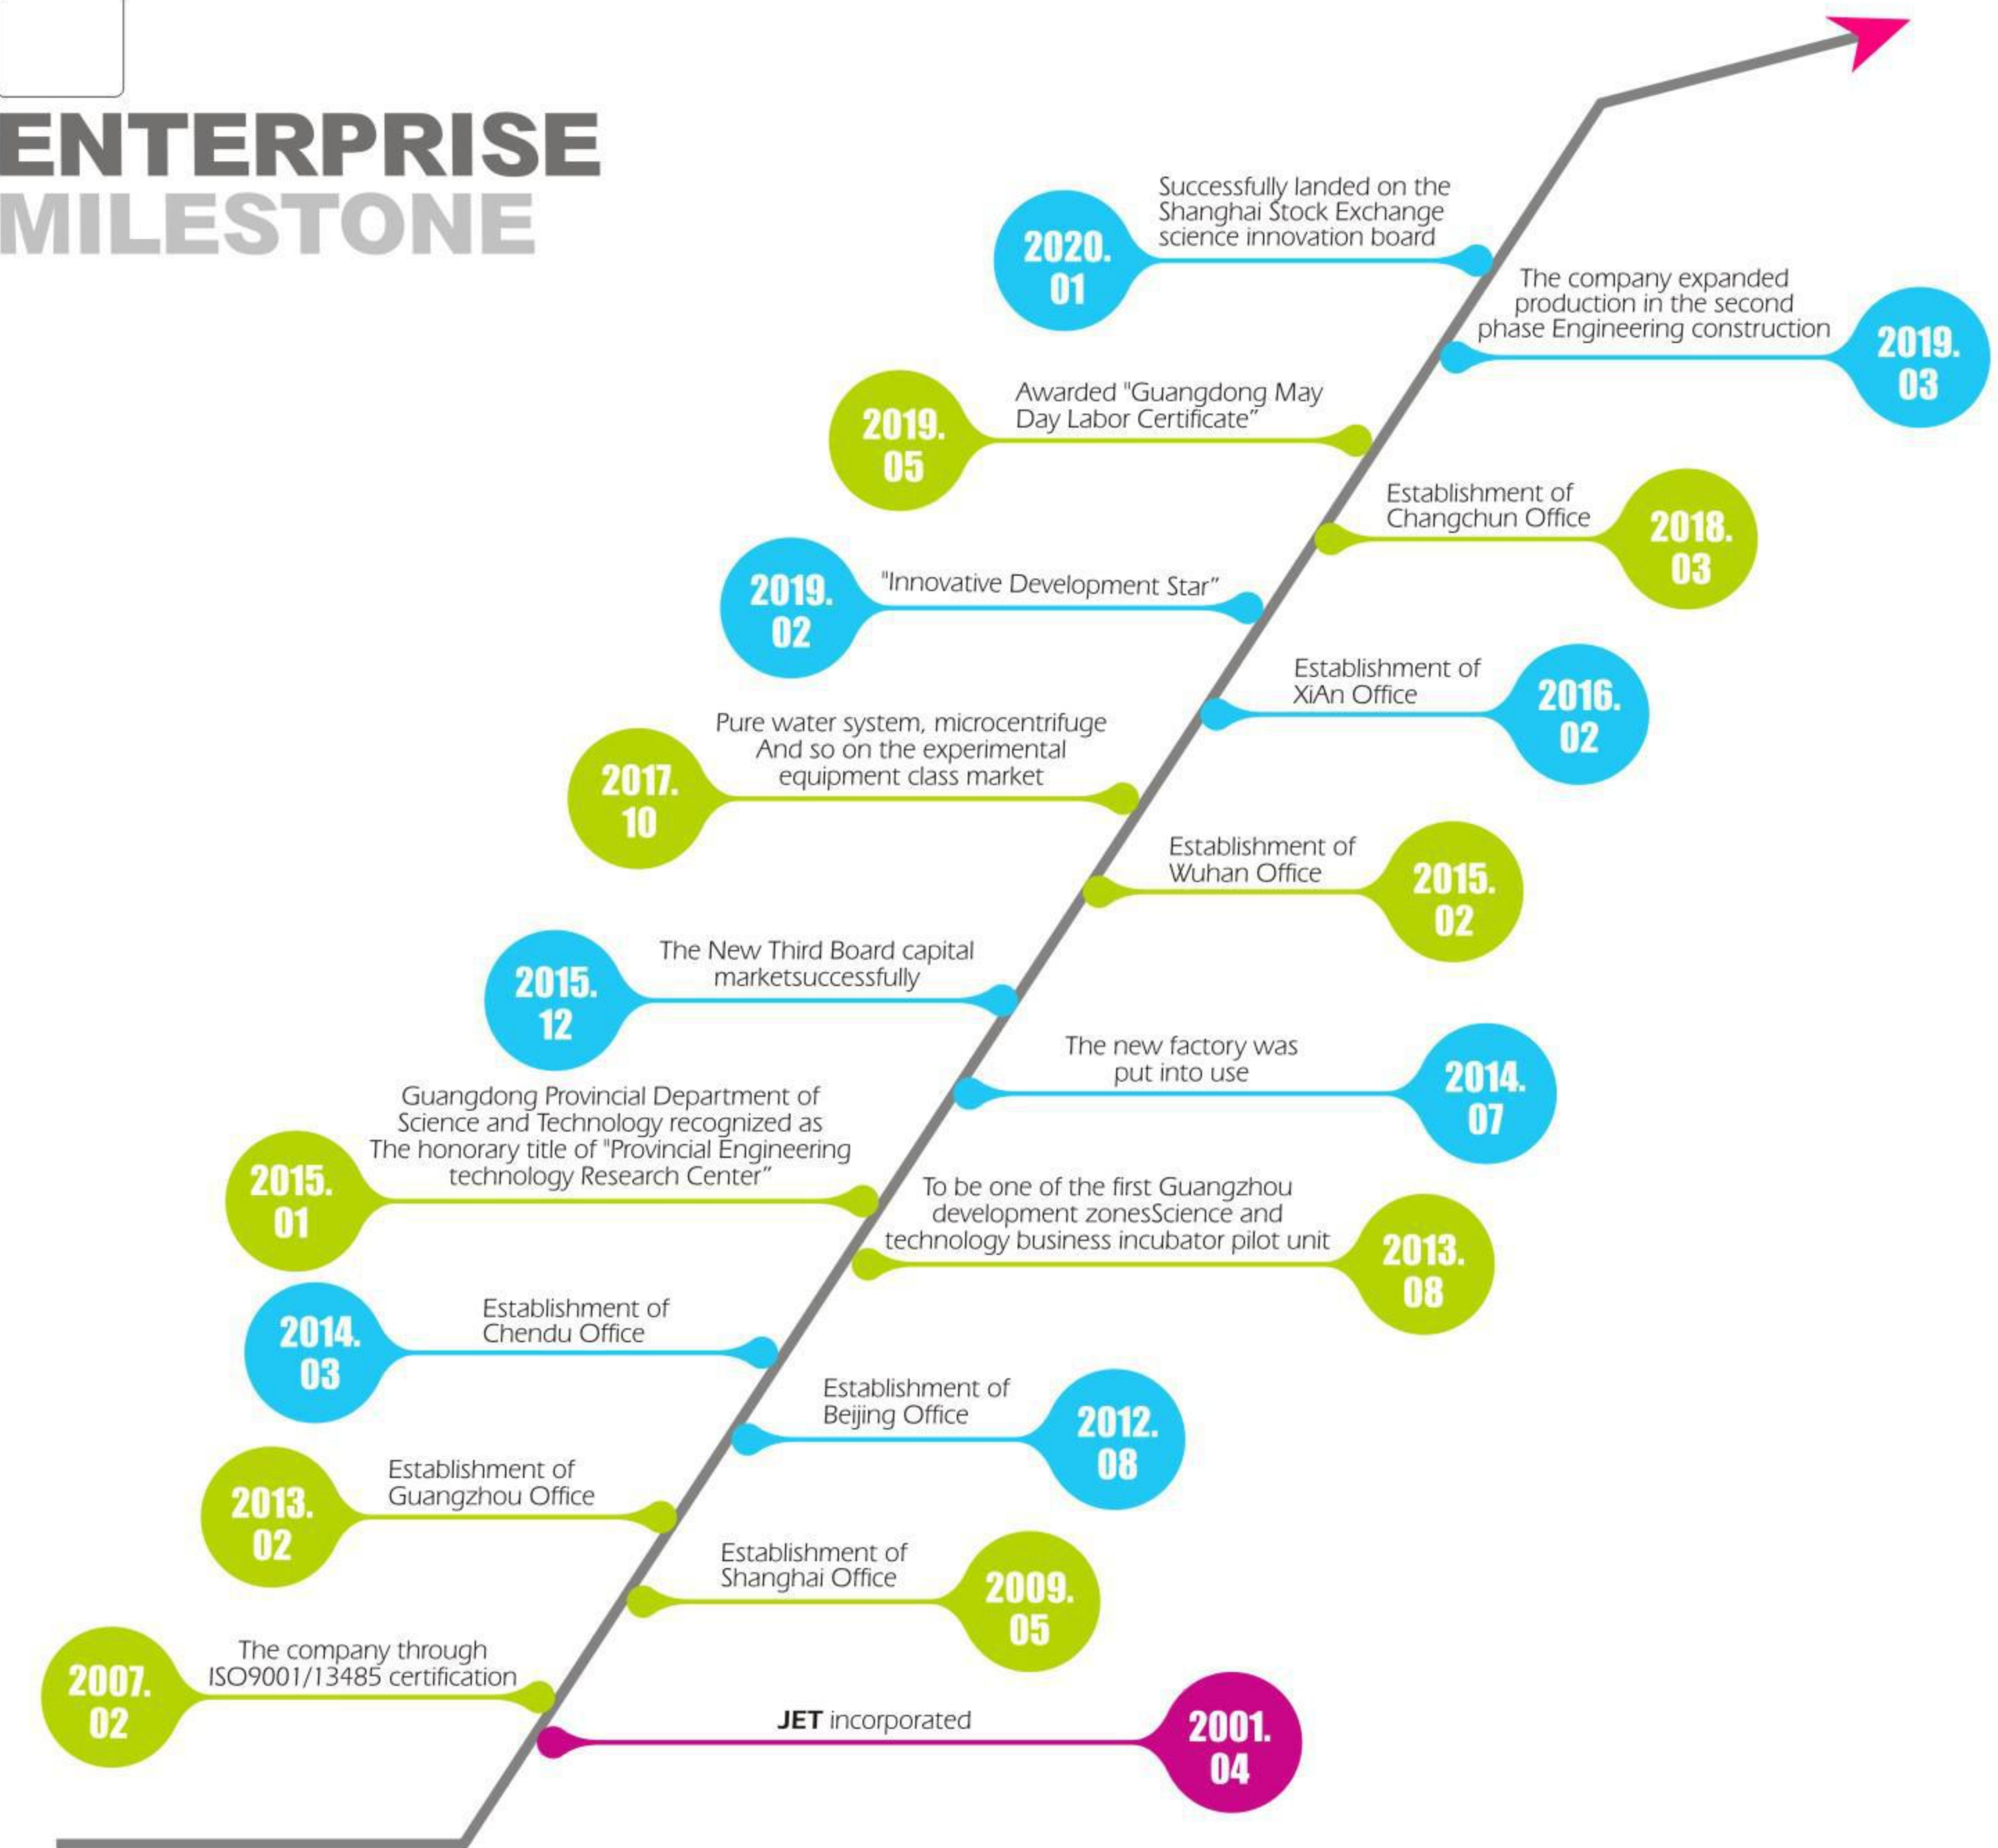 ENTERPRISE
MILESTONE
Successfully landed on the
Shanghai Stock Exchange
science innovation board
2020.
01
The company expanded
production in the second
phase Engineering construction
2019.
03
Awarded "Guangdong May
Day Labor Certificate"
2019.
05
Establishment of
Changchun Office
2018.
03
"Innovative Development Star"
2019.
02
Establishment of
XiAn Office
2016.
02
Pure water system, microcentrifuge
And so on the experimental
equipment class market
2017.
10
Establishment of
Wuhan Office
2015.
02
The New Third Board capital
marketsuccessfully
2015.
12
The new factory was
put into use
2014.
07
Guangdong Provincial Department of
Science and Technology recognized as
The honorary title of "Provincial Engineering
technology Research Center"
2015.
01
To be one of the first Guangzhou
development zonesScience and
technology business incubator pilot unit
2013.
08
Establishment of
Chendu Office
2014.
03
Establishment of
Beijing Office
2012.
08
Establishment of
Guangzhou Office
2013.
02
Establishment of
Shanghai Office
2009.
05
The company through
ISO9001/13485 certification
2007.
02
JET incorporated
2001.
04